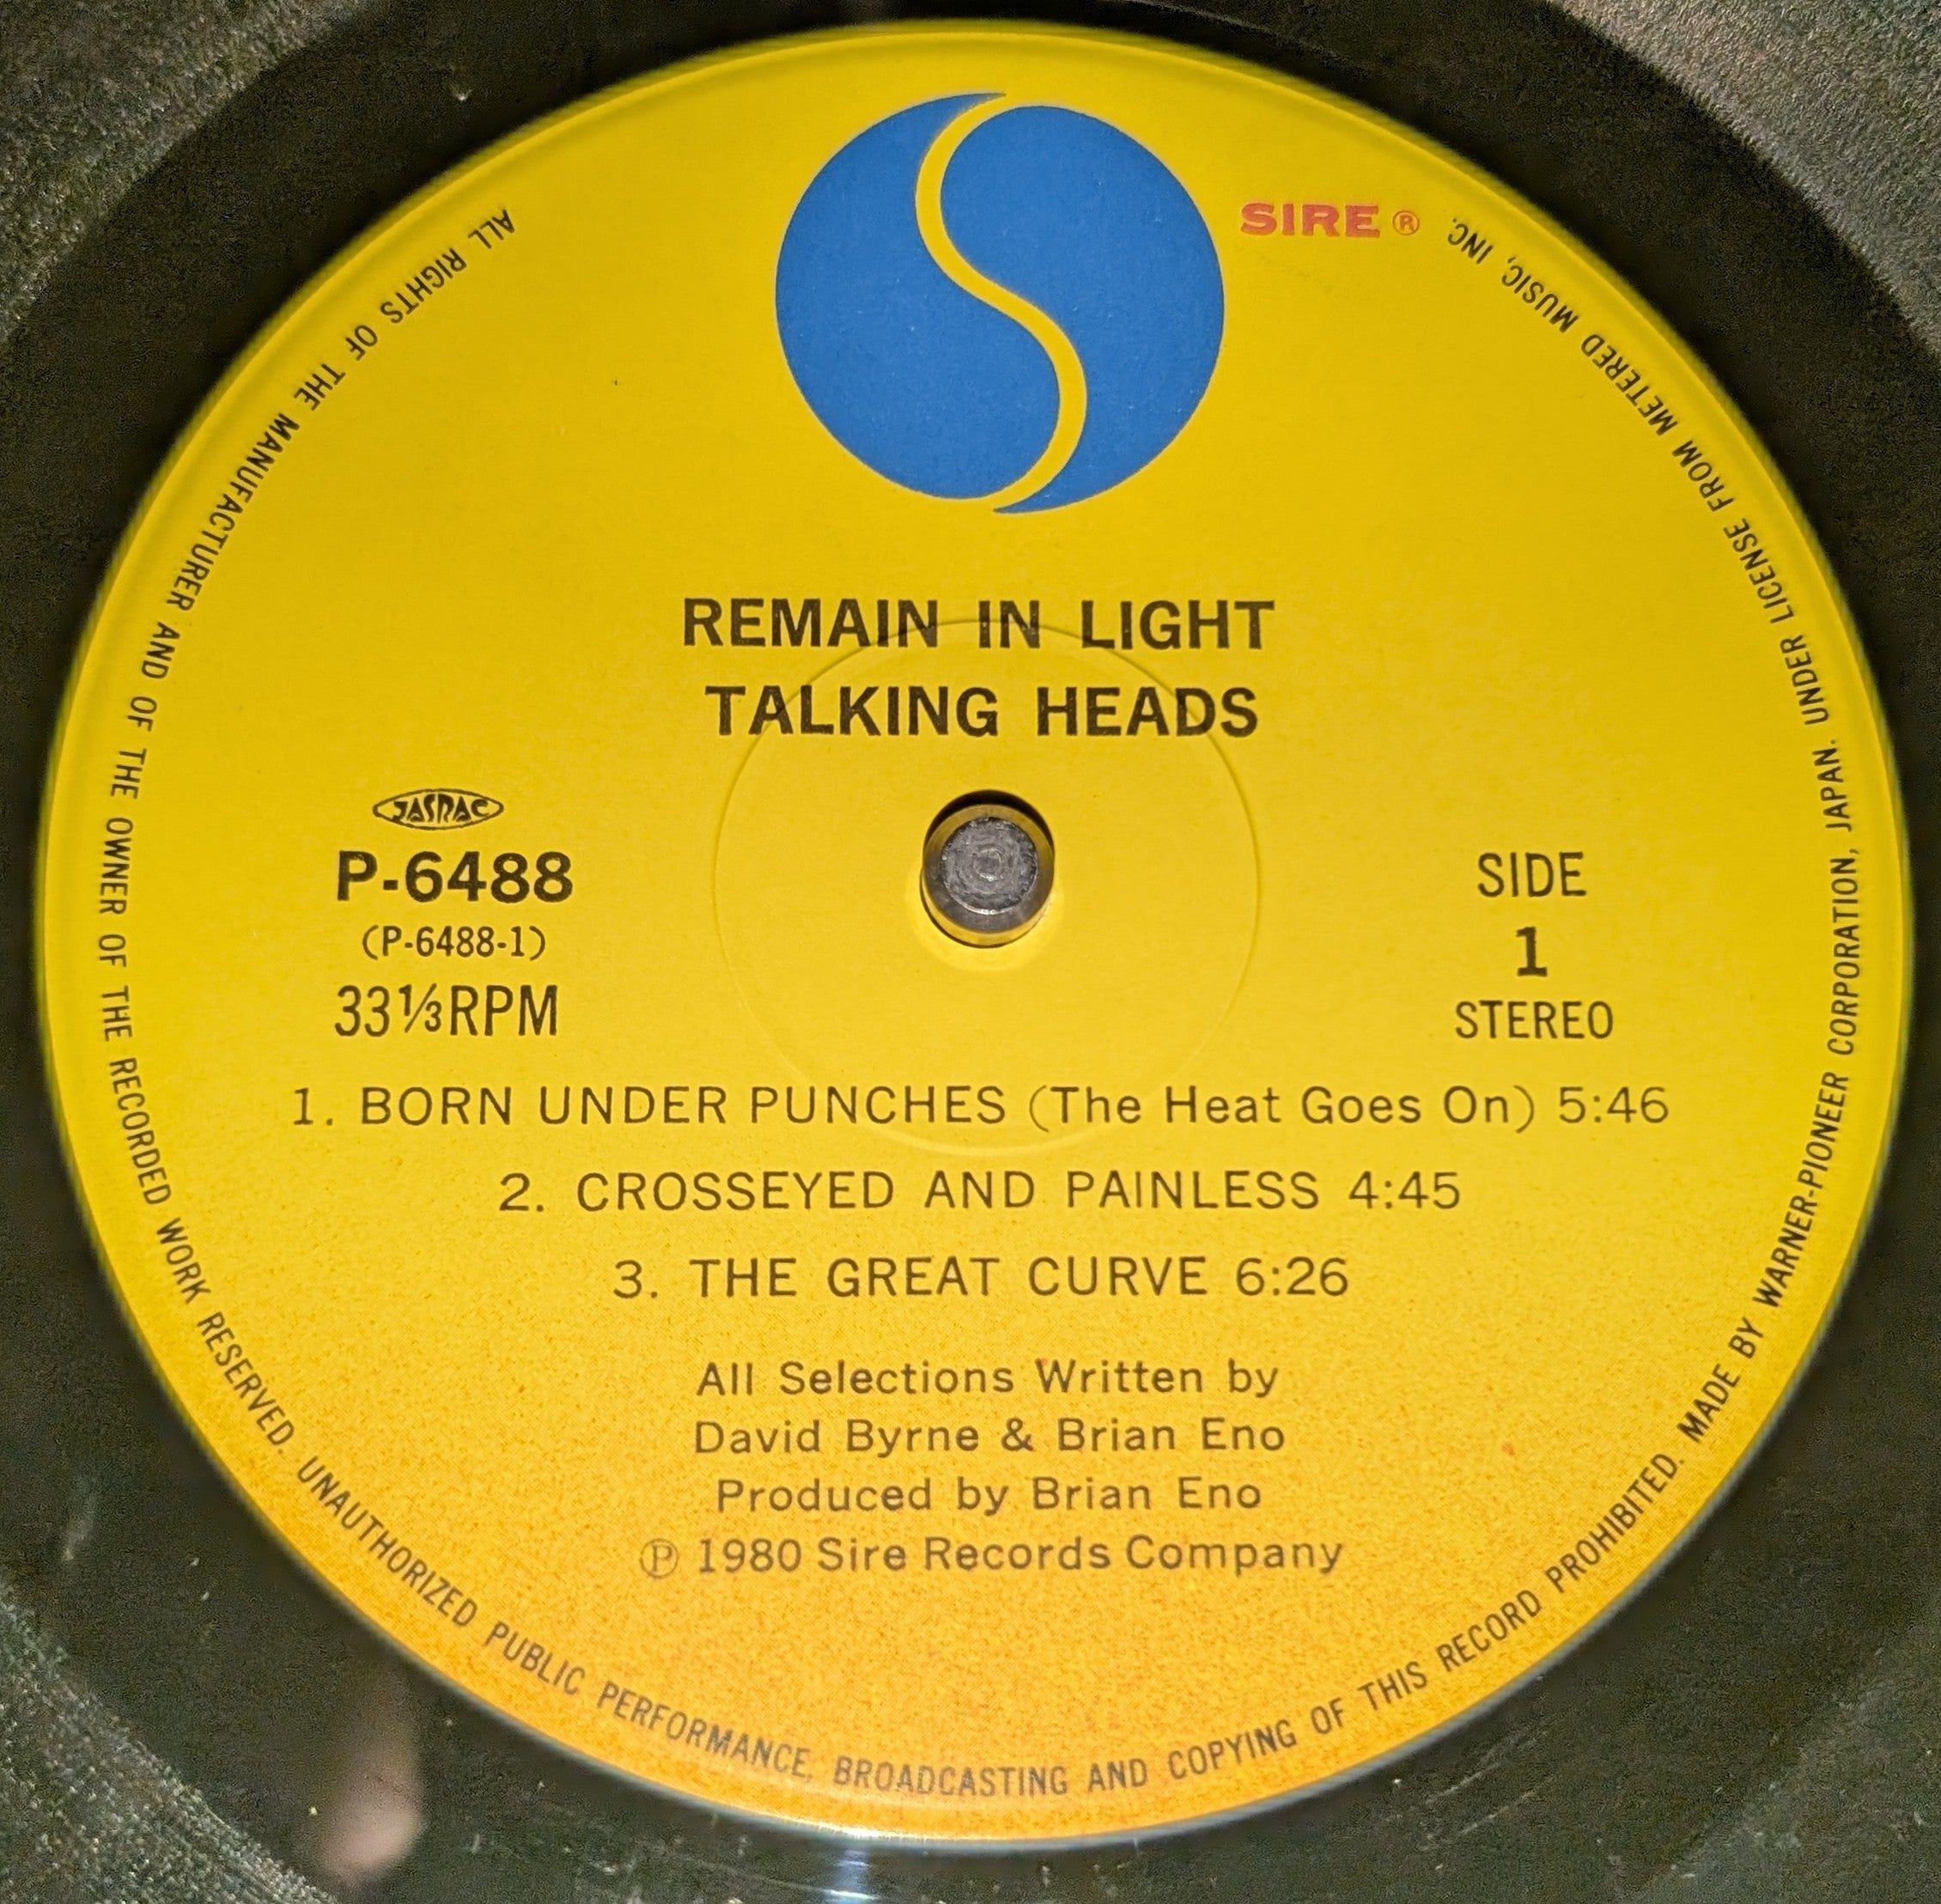 SIRE®
REMAIN IN LIGHT
TALKING HEADS
JASRAC
P-6488
(P-6488-1)
33⅓RPM
SIDE
1
STEREO
1. BORN UNDER PUNCHES (The Heat Goes On) 5:46
2. CROSSEYED AND PAINLESS 4:45
3. THE GREAT CURVE 6:26
All Selections Written by
David Byrne & Brian Eno
Produced by Brian Eno
℗ 1980 Sire Records Company
ALL RIGHTS OF THE MANUFACTURER AND OF THE OWNER OF THE RECORDED WORK RESERVED. UNAUTHORIZED PUBLIC PERFORMANCE, BROADCASTING AND COPYING OF THIS RECORD PROHIBITED. MADE BY WARNER-PIONEER CORPORATION, JAPAN. UNDER LICENSE FROM METERED MUSIC, INC.